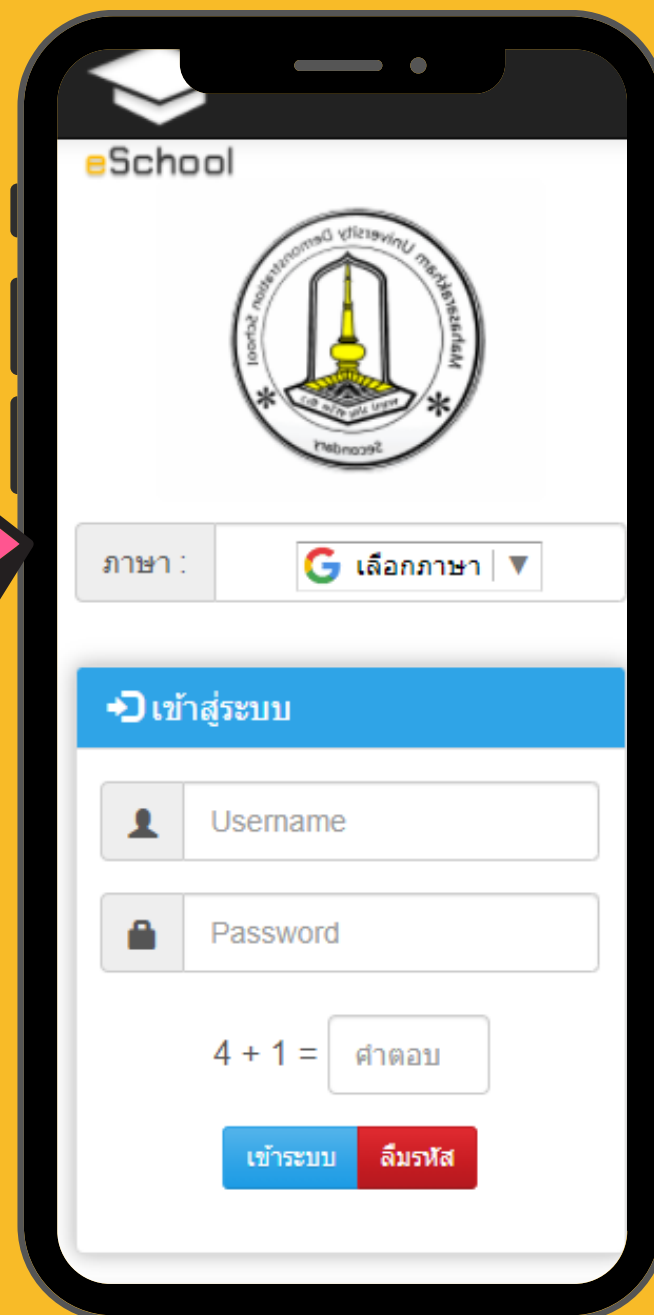 eSchool
Mahasarakham University Demonstration School
Secondary
ภาษา :
เลือกภาษา
เข้าสู่ระบบ
Username
Password
4 + 1 =
คำตอบ
เข้าระบบ
ลืมรหัส